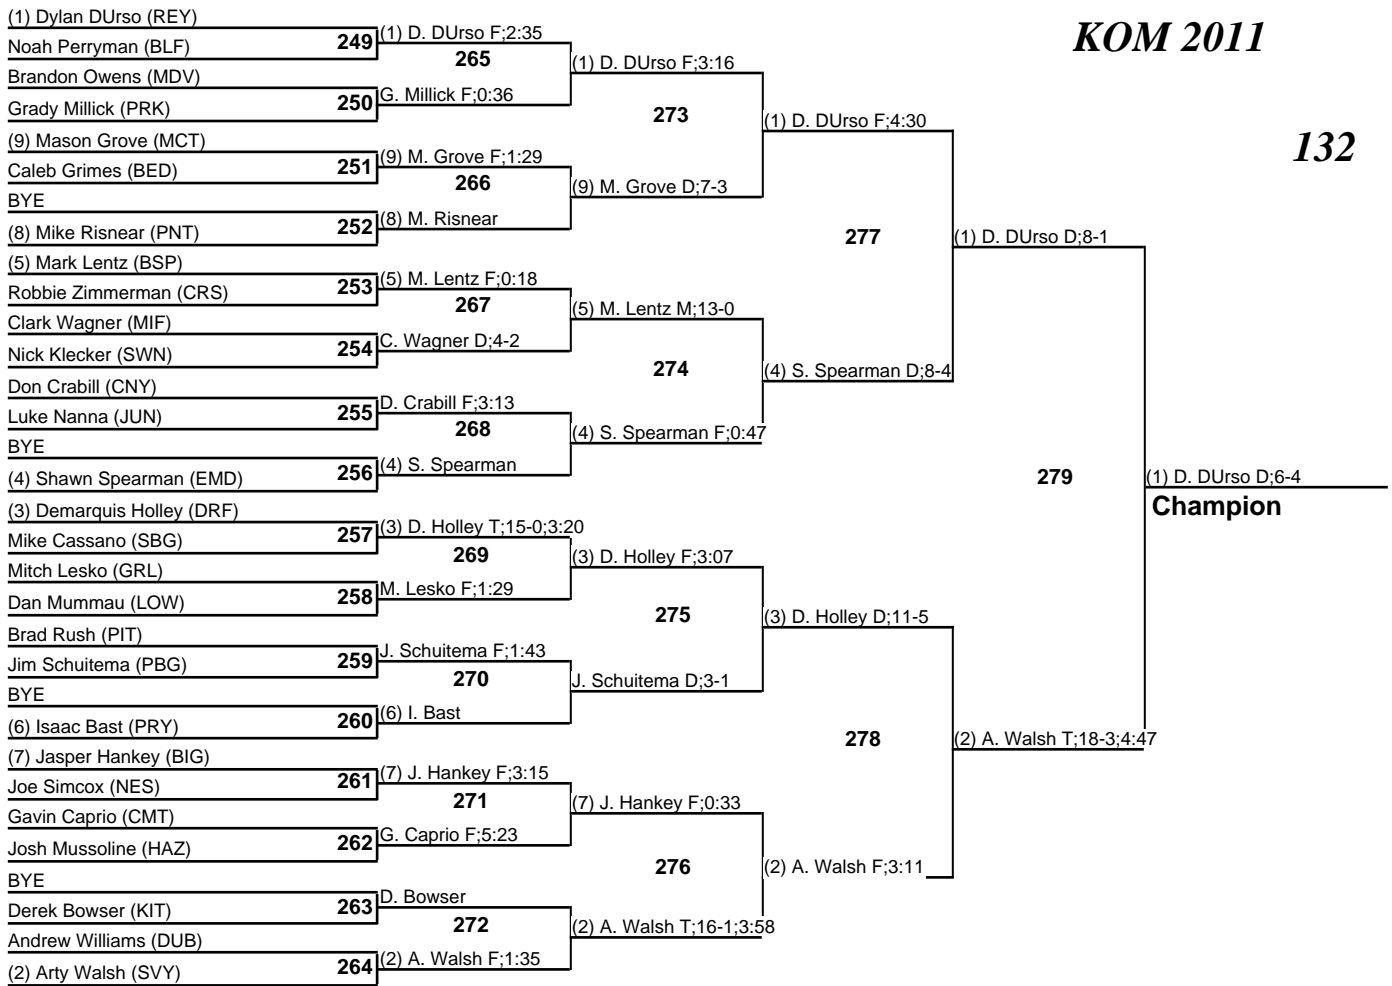 KOM 2011
132
(1) Dylan DUrso (REY)
Noah Perryman (BLF)
Brandon Owens (MDV)
Grady Millick (PRK)
(9) Mason Grove (MCT)
Caleb Grimes (BED)
BYE
(8) Mike Risnear (PNT)
(5) Mark Lentz (BSP)
Robbie Zimmerman (CRS)
Clark Wagner (MIF)
Nick Klecker (SWN)
Don Crabill (CNY)
Luke Nanna (JUN)
BYE
(4) Shawn Spearman (EMD)
(3) Demarquis Holley (DRF)
Mike Cassano (SBG)
Mitch Lesko (GRL)
Dan Mummau (LOW)
Brad Rush (PIT)
Jim Schuitema (PBG)
BYE
(6) Isaac Bast (PRY)
(7) Jasper Hankey (BIG)
Joe Simcox (NES)
Gavin Caprio (CMT)
Josh Mussoline (HAZ)
BYE
Derek Bowser (KIT)
Andrew Williams (DUB)
(2) Arty Walsh (SVY)
249
250
251
252
253
254
255
256
257
258
259
260
261
262
263
264
(1) D. DUrso F;2:35
G. Millick F;0:36
(9) M. Grove F;1:29
(8) M. Risnear
(5) M. Lentz F;0:18
C. Wagner D;4-2
D. Crabill F;3:13
(4) S. Spearman
(3) D. Holley T;15-0;3:20
M. Lesko F;1:29
J. Schuitema F;1:43
(6) I. Bast
(7) J. Hankey F;3:15
G. Caprio F;5:23
D. Bowser
(2) A. Walsh F;1:35
265
266
267
268
269
270
271
272
(1) D. DUrso F;3:16
(9) M. Grove D;7-3
(5) M. Lentz M;13-0
(4) S. Spearman F;0:47
(3) D. Holley F;3:07
J. Schuitema D;3-1
(7) J. Hankey F;0:33
(2) A. Walsh T;16-1;3:58
273
274
275
276
(1) D. DUrso F;4:30
(4) S. Spearman D;8-4
(3) D. Holley D;11-5
(2) A. Walsh F;3:11
277
278
(1) D. DUrso D;8-1
(2) A. Walsh T;18-3;4:47
279
(1) D. DUrso D;6-4
Champion